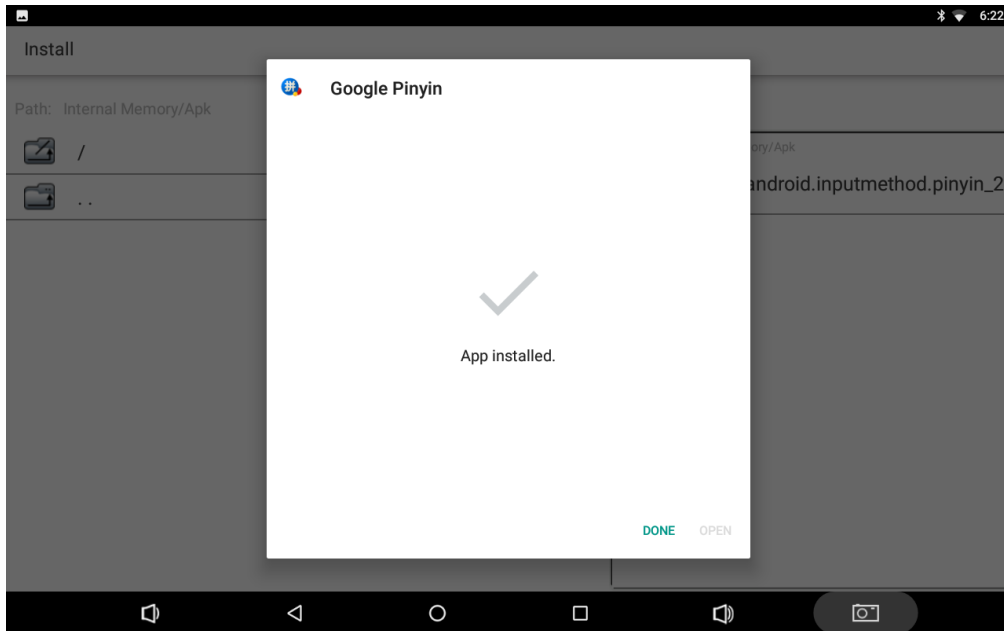 6:22
Install
Google Pinyin
Path: Internal Memory/Apk
/
ory/Apk
android.inputmethod.pinyin_2
. .
App installed.
DONE OPEN